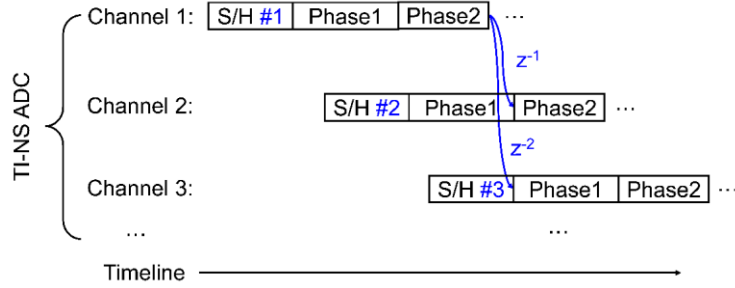 Channel 1: S/H #1 Phase1 Phase2 ...
z-1
Channel 2: S/H #2 Phase1 Phase2 ...
z-2
Channel 3: S/H #3 Phase1 Phase2 ...
... ...
Timeline
TI-NS ADC